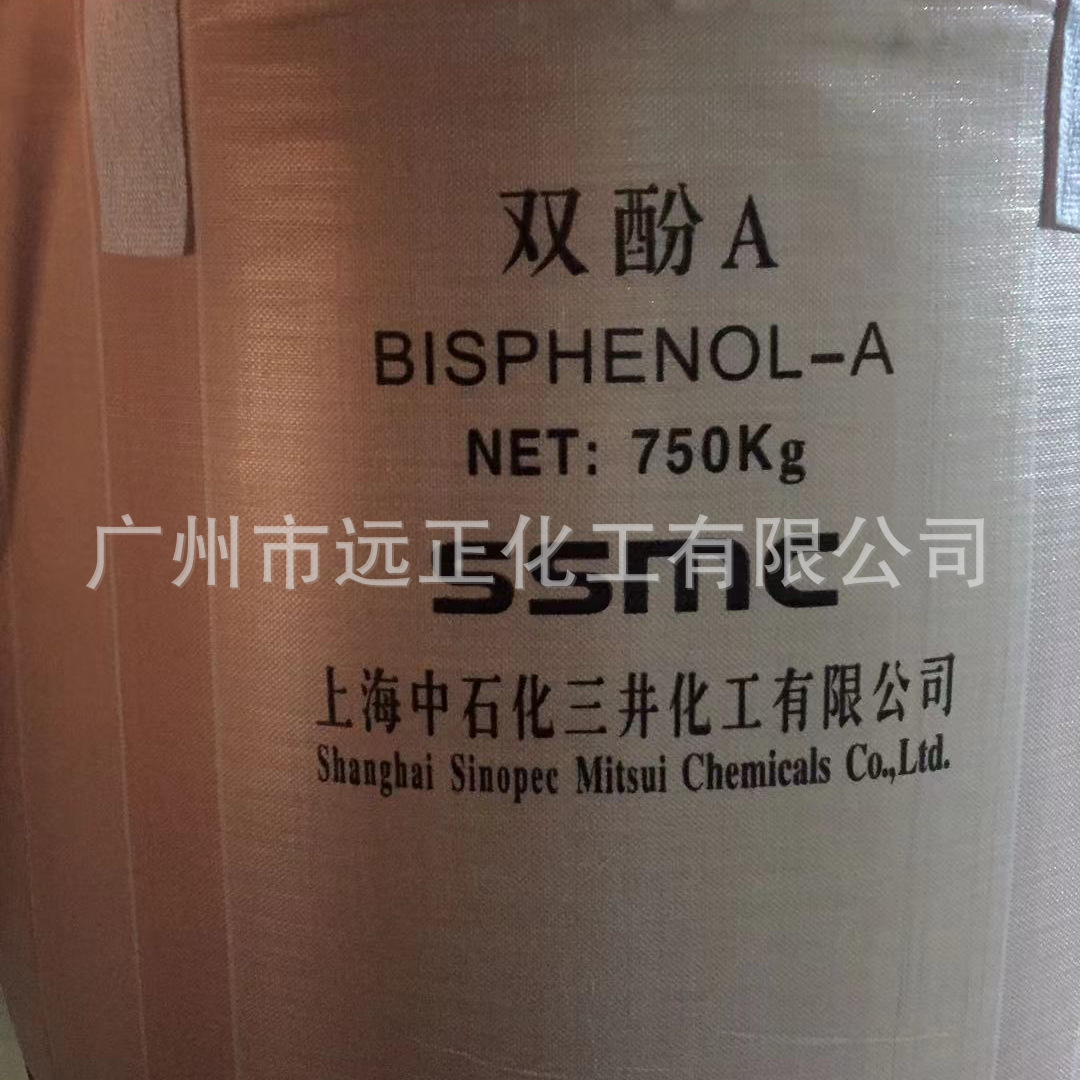 双酚A
BISPHENOL-A
NET: 750Kg
广州市远正化工有限公司
SSMC
上海中石化三井化工有限公司
Shanghai Sinopec Mitsui Chemicals Co.,Ltd.